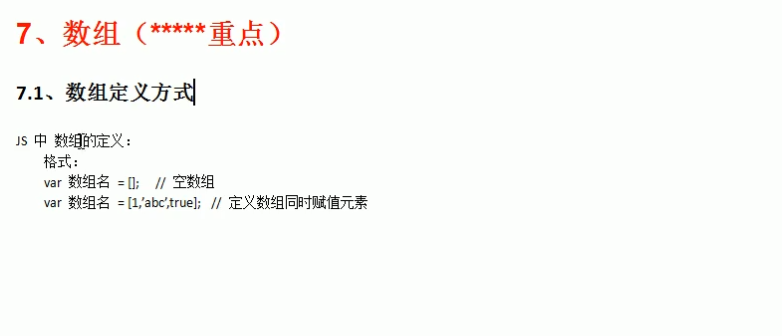 7、数组（*****重点）
7.1、数组定义方式
JS 中 数组的定义：
格式：
var 数组名 = []; // 空数组
var 数组名 = [1,’abc’,true]; // 定义数组同时赋值元素